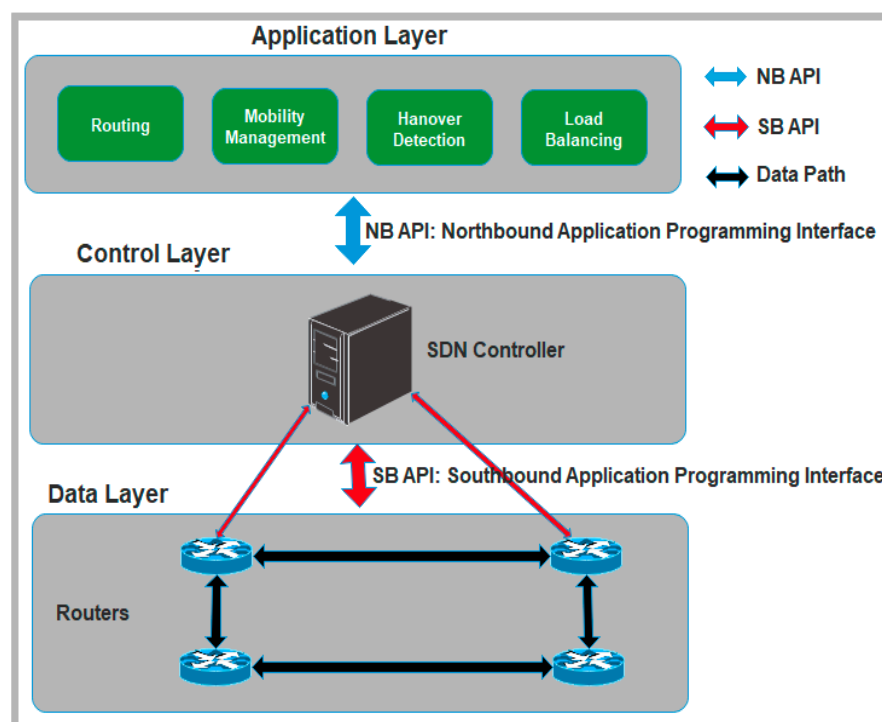 Application Layer
Routing
Mobility
Management
Hanover
Detection
Load
Balancing
NB API
SB API
Data Path
NB API: Northbound Application Programming Interface
Control Layer
SDN Controller
SB API: Southbound Application Programming Interface
Data Layer
Routers